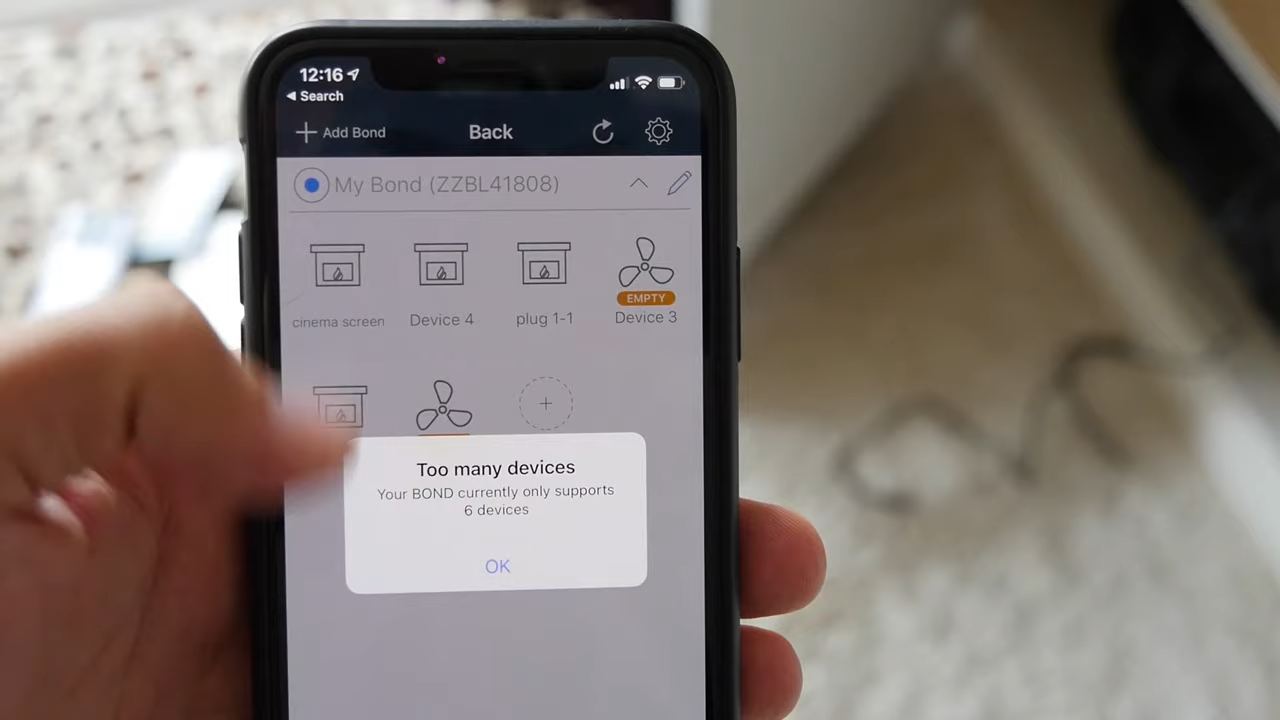 12:16
Search
Add Bond
Back
My Bond (ZZBL41808)
EMPTY
cinema screen
Device 4
plug 1-1
Device 3
Too many devices
Your BOND currently only supports
6 devices
OK